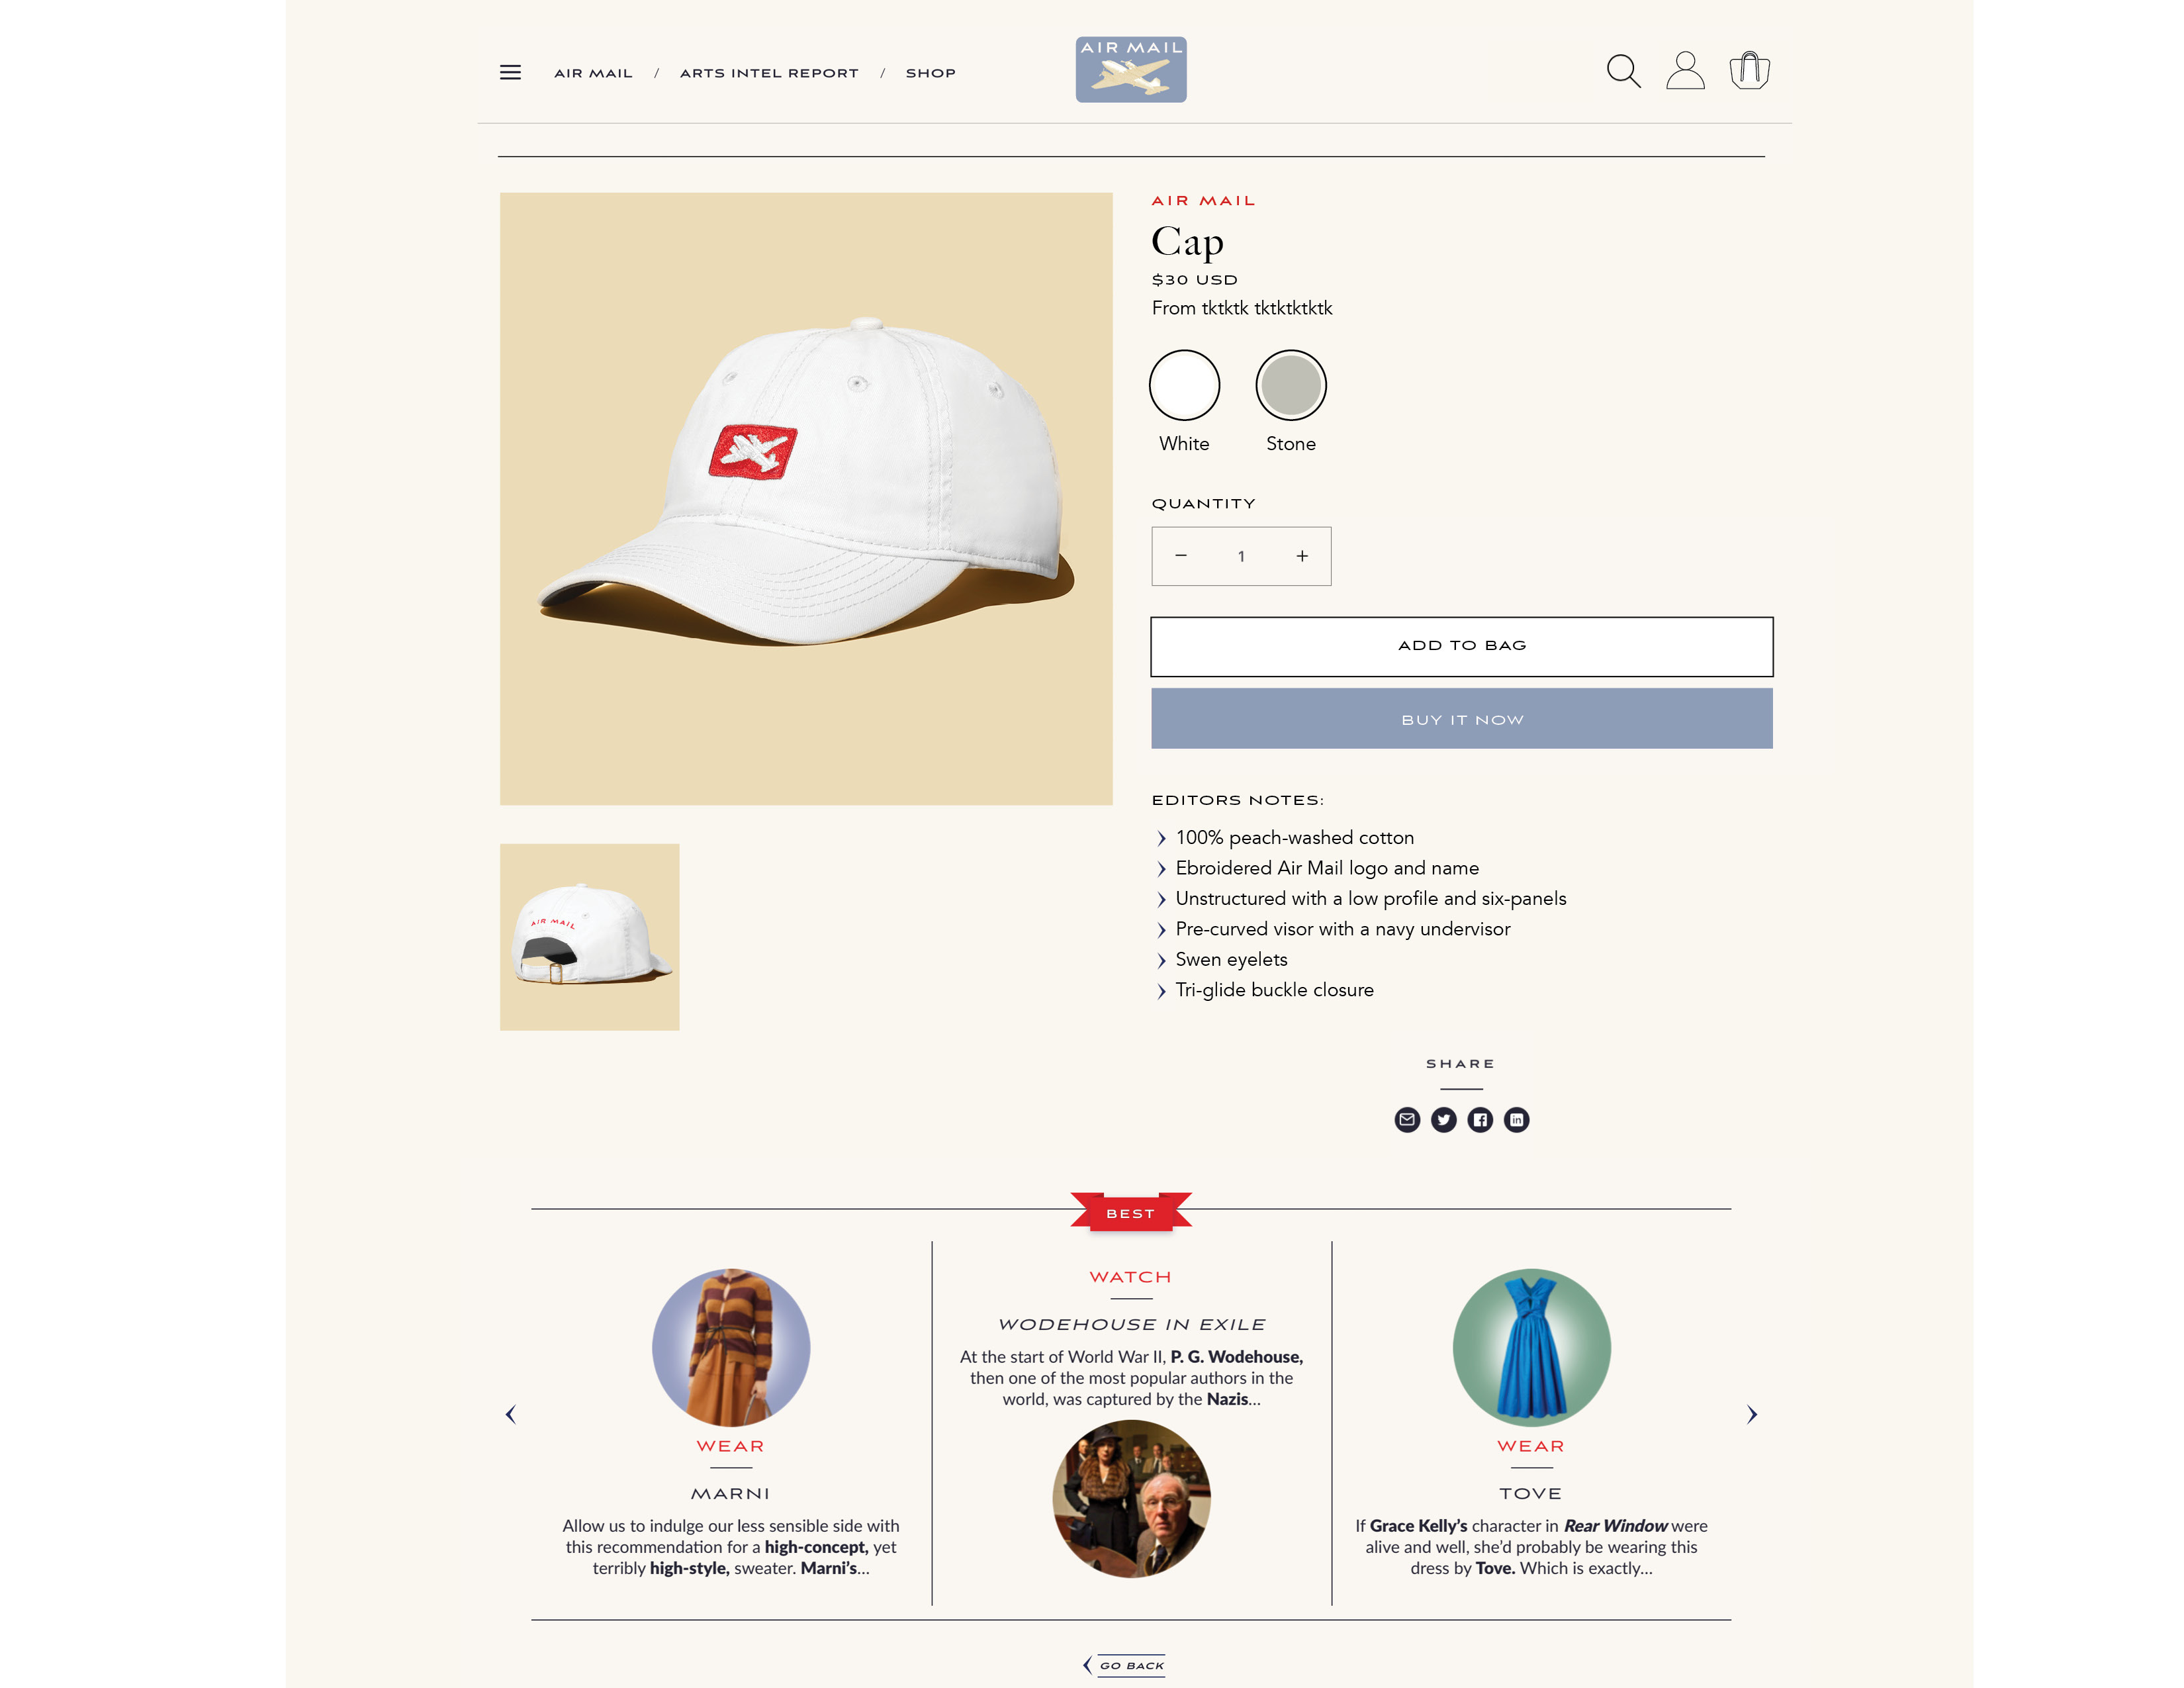 AIR MAIL / ARTS INTEL REPORT / SHOP
AIR MAIL
AIR MAIL
Cap
$30 USD
From tktktk tktktktktk
White
Stone
QUANTITY
− 1 +
ADD TO BAG
BUY IT NOW
EDITORS NOTES:
100% peach-washed cotton
Ebroidered Air Mail logo and name
Unstructured with a low profile and six-panels
Pre-curved visor with a navy undervisor
Swen eyelets
Tri-glide buckle closure
AIR MAIL
SHARE
in
BEST
WEAR
MARNI
Allow us to indulge our less sensible side with
this recommendation for a high-concept, yet
terribly high-style, sweater. Marni’s...
WATCH
WODEHOUSE IN EXILE
At the start of World War II, P. G. Wodehouse,
then one of the most popular authors in the
world, was captured by the Nazis...
WEAR
TOVE
If Grace Kelly’s character in Rear Window were
alive and well, she’d probably be wearing this
dress by Tove. Which is exactly...
GO BACK